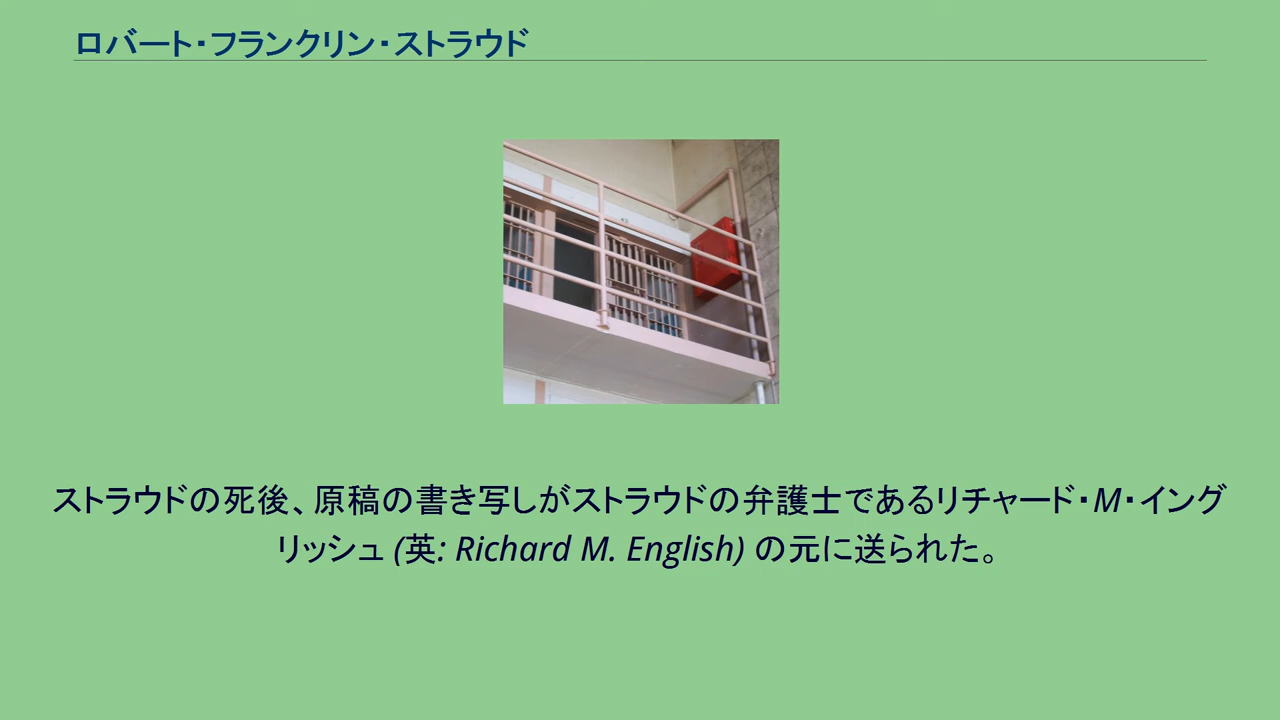 ロバート・フランクリン・ストラウド
ストラウドの死後、原稿の書き写しがストラウドの弁護士であるリチャード・M・イング
リッシュ (英: Richard M. English) の元に送られた。